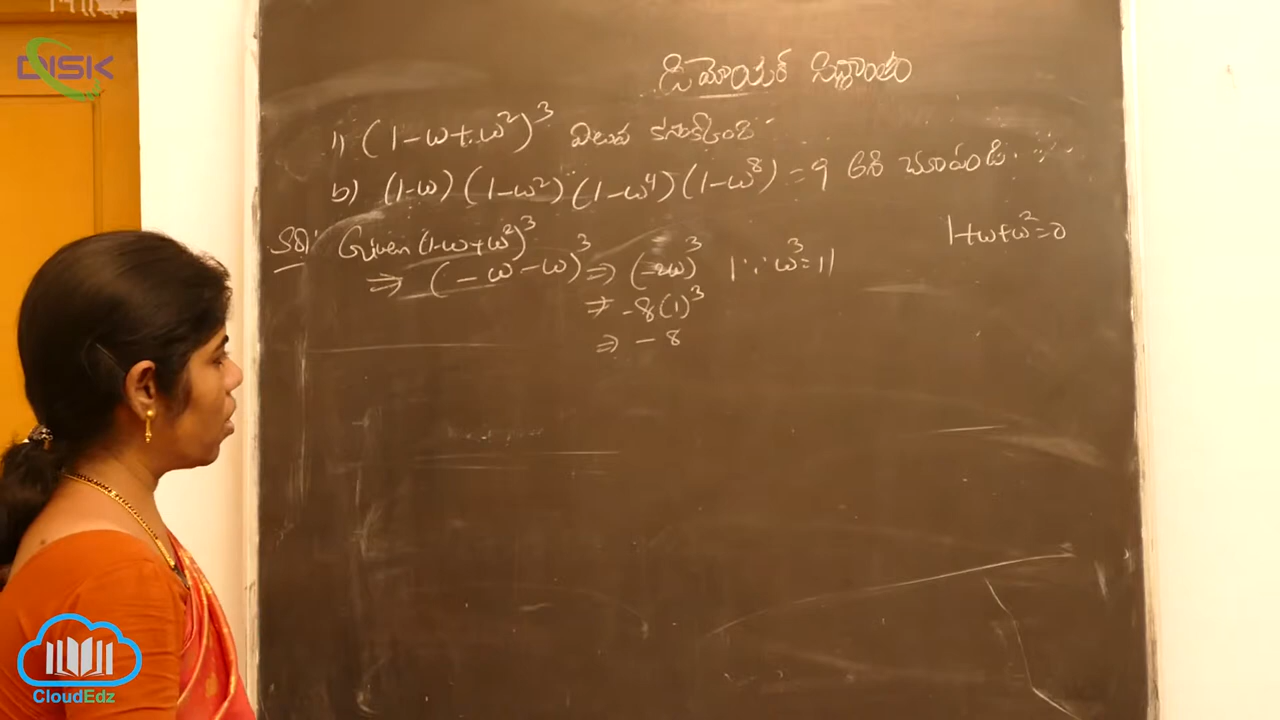 DISK
డిమోయర్ సిద్ధాంతం
1) (1-ω+ω²)³ విలువ కనుక్కోండి
b) (1-ω) (1-ω²) (1-ω⁴) (1-ω⁸) = 9 అని చూపండి.
Given (1-ω+ω²)³
1+ω+ω²=0
⇒ (-ω-ω)³ ⇒ (-2ω)³ | ∵ ω³=1 |
⇒ -8(1)³
⇒ -8
CloudEdz